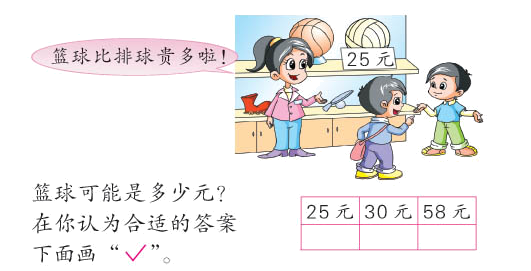 篮球比排球贵多啦！
25元
篮球可能是多少元？
在你认为合适的答案
下面画“✓”。
25元 30元 58元